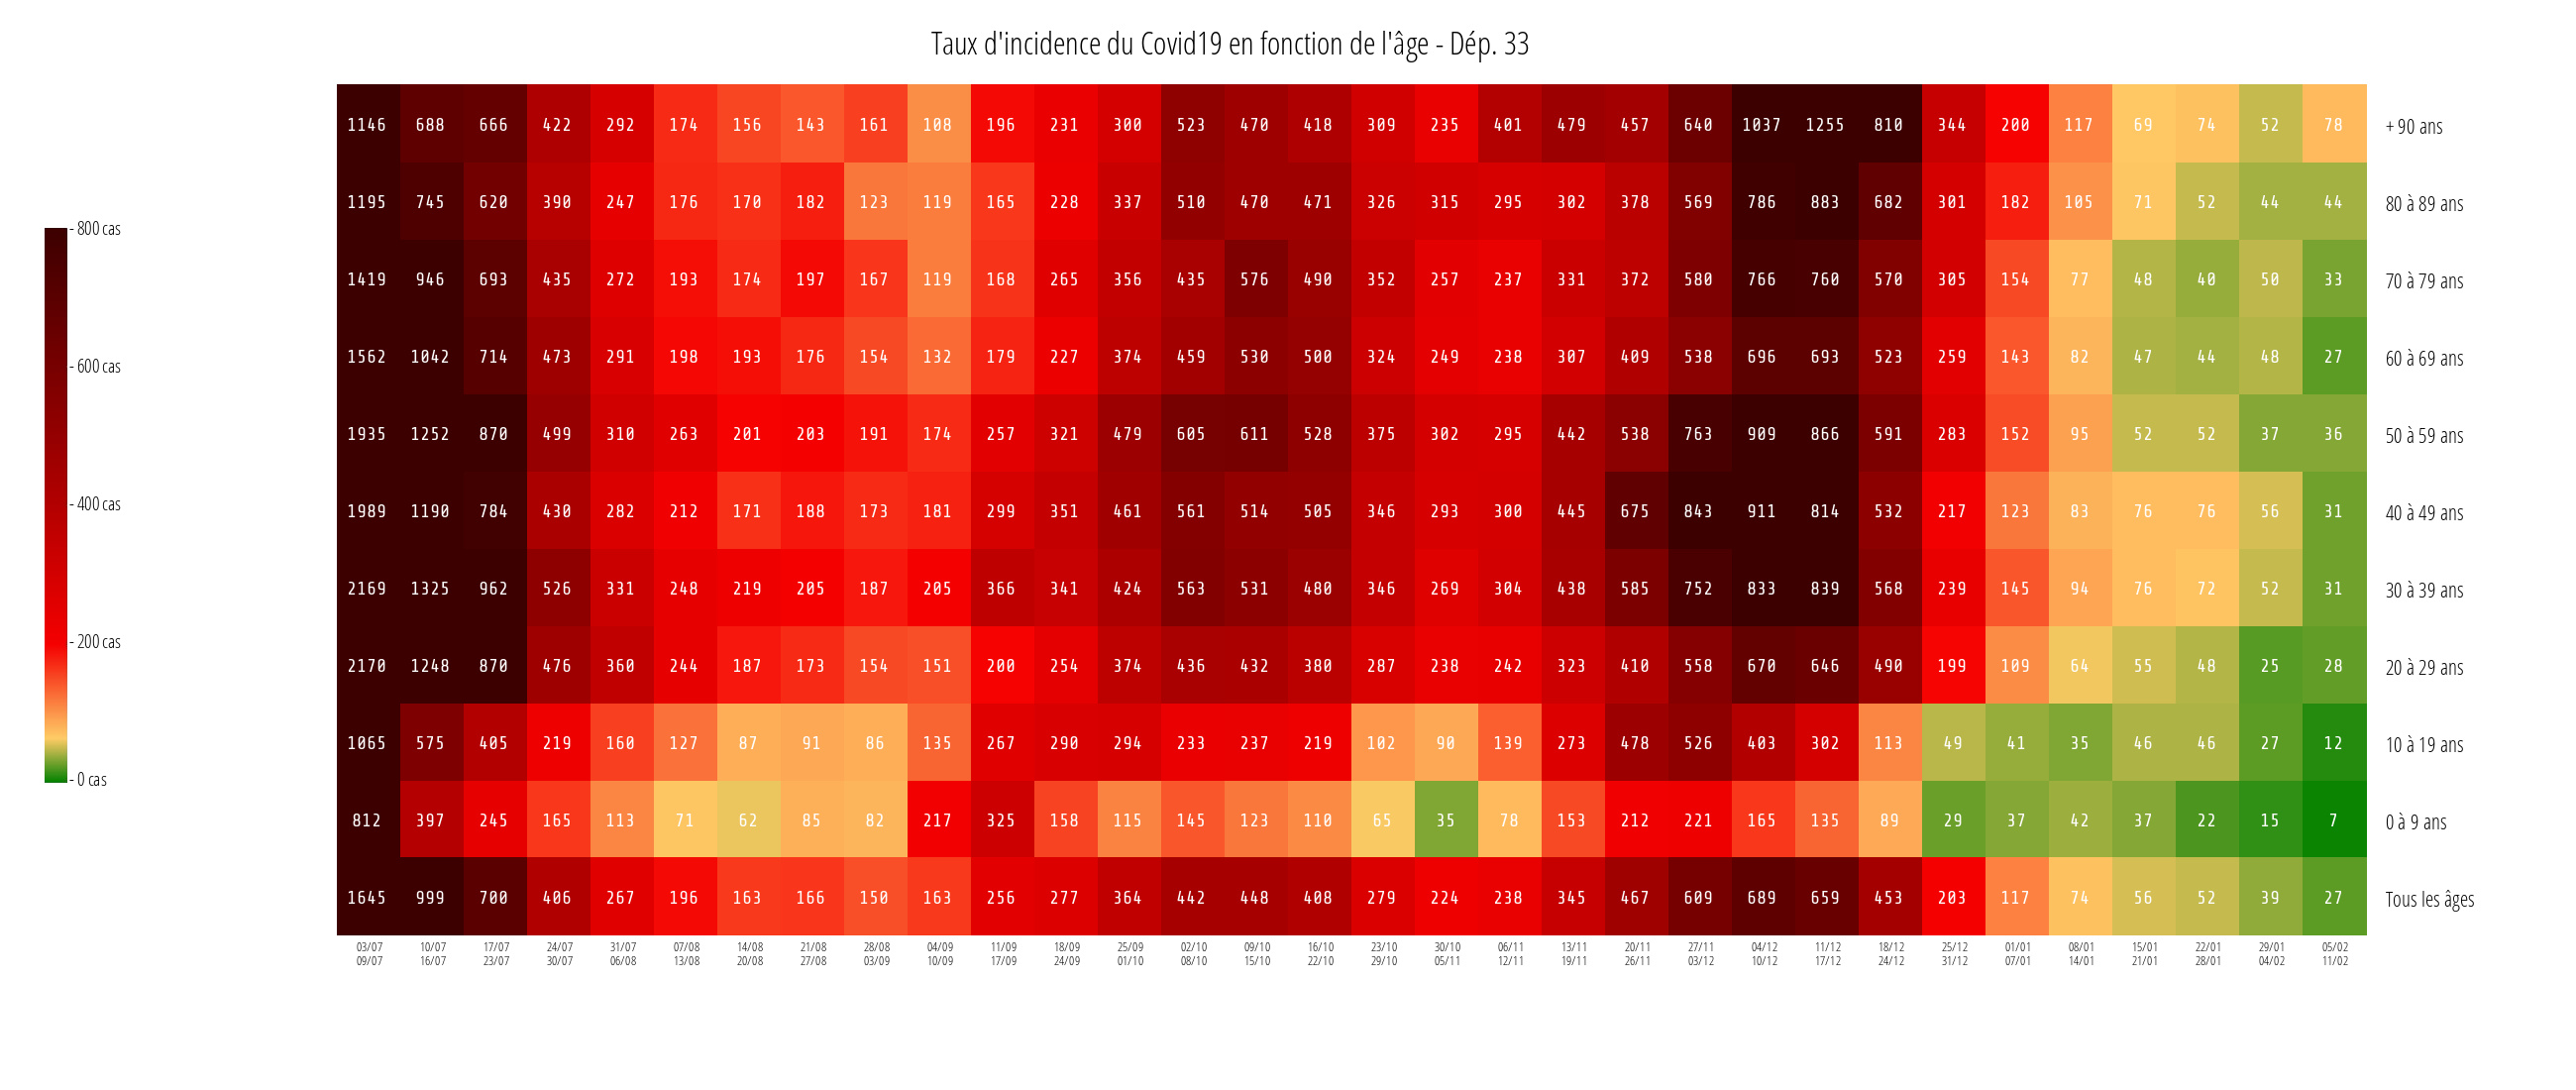 Taux d'incidence du Covid19 en fonction de l'âge - Dép. 33
1146 688 666 422 292 174 156 143 161 108 196 231 300 523 470 418 309 235 401 479 457 640 1037 1255 810 344 200 117 69 74 52 78 + 90 ans
1195 745 620 390 247 176 170 182 123 119 165 228 337 510 470 471 326 315 295 302 378 569 786 883 682 301 182 105 71 52 44 44 80 à 89 ans
- 800 cas
1419 946 693 435 272 193 174 197 167 119 168 265 356 435 576 490 352 257 237 331 372 580 766 760 570 305 154 77 48 40 50 33 70 à 79 ans
1562 1042 714 473 291 198 193 176 154 132 179 227 374 459 530 500 324 249 238 307 409 538 696 693 523 259 143 82 47 44 48 27 60 à 69 ans
- 600 cas
1935 1252 870 499 310 263 201 203 191 174 257 321 479 605 611 528 375 302 295 442 538 763 909 866 591 283 152 95 52 52 37 36 50 à 59 ans
- 400 cas
1989 1190 784 430 282 212 171 188 173 181 299 351 461 561 514 505 346 293 300 445 675 843 911 814 532 217 123 83 76 76 56 31 40 à 49 ans
2169 1325 962 526 331 248 219 205 187 205 366 341 424 563 531 480 346 269 304 438 585 752 833 839 568 239 145 94 76 72 52 31 30 à 39 ans
- 200 cas
2170 1248 870 476 360 244 187 173 154 151 200 254 374 436 432 380 287 238 242 323 410 558 670 646 490 199 109 64 55 48 25 28 20 à 29 ans
1065 575 405 219 160 127 87 91 86 135 267 290 294 233 237 219 102 90 139 273 478 526 403 302 113 49 41 35 46 46 27 12 10 à 19 ans
- 0 cas
812 397 245 165 113 71 62 85 82 217 325 158 115 145 123 110 65 35 78 153 212 221 165 135 89 29 37 42 37 22 15 7 0 à 9 ans
1645 999 700 406 267 196 163 166 150 163 256 277 364 442 448 408 279 224 238 345 467 609 689 659 453 203 117 74 56 52 39 27 Tous les âges
03/07 10/07 17/07 24/07 31/07 07/08 14/08 21/08 28/08 04/09 11/09 18/09 25/09 02/10 09/10 16/10 23/10 30/10 06/11 13/11 20/11 27/11 04/12 11/12 18/12 25/12 01/01 08/01 15/01 22/01 29/01 05/02
09/07 16/07 23/07 30/07 06/08 13/08 20/08 27/08 03/09 10/09 17/09 24/09 01/10 08/10 15/10 22/10 29/10 05/11 12/11 19/11 26/11 03/12 10/12 17/12 24/12 31/12 07/01 14/01 21/01 28/01 04/02 11/02